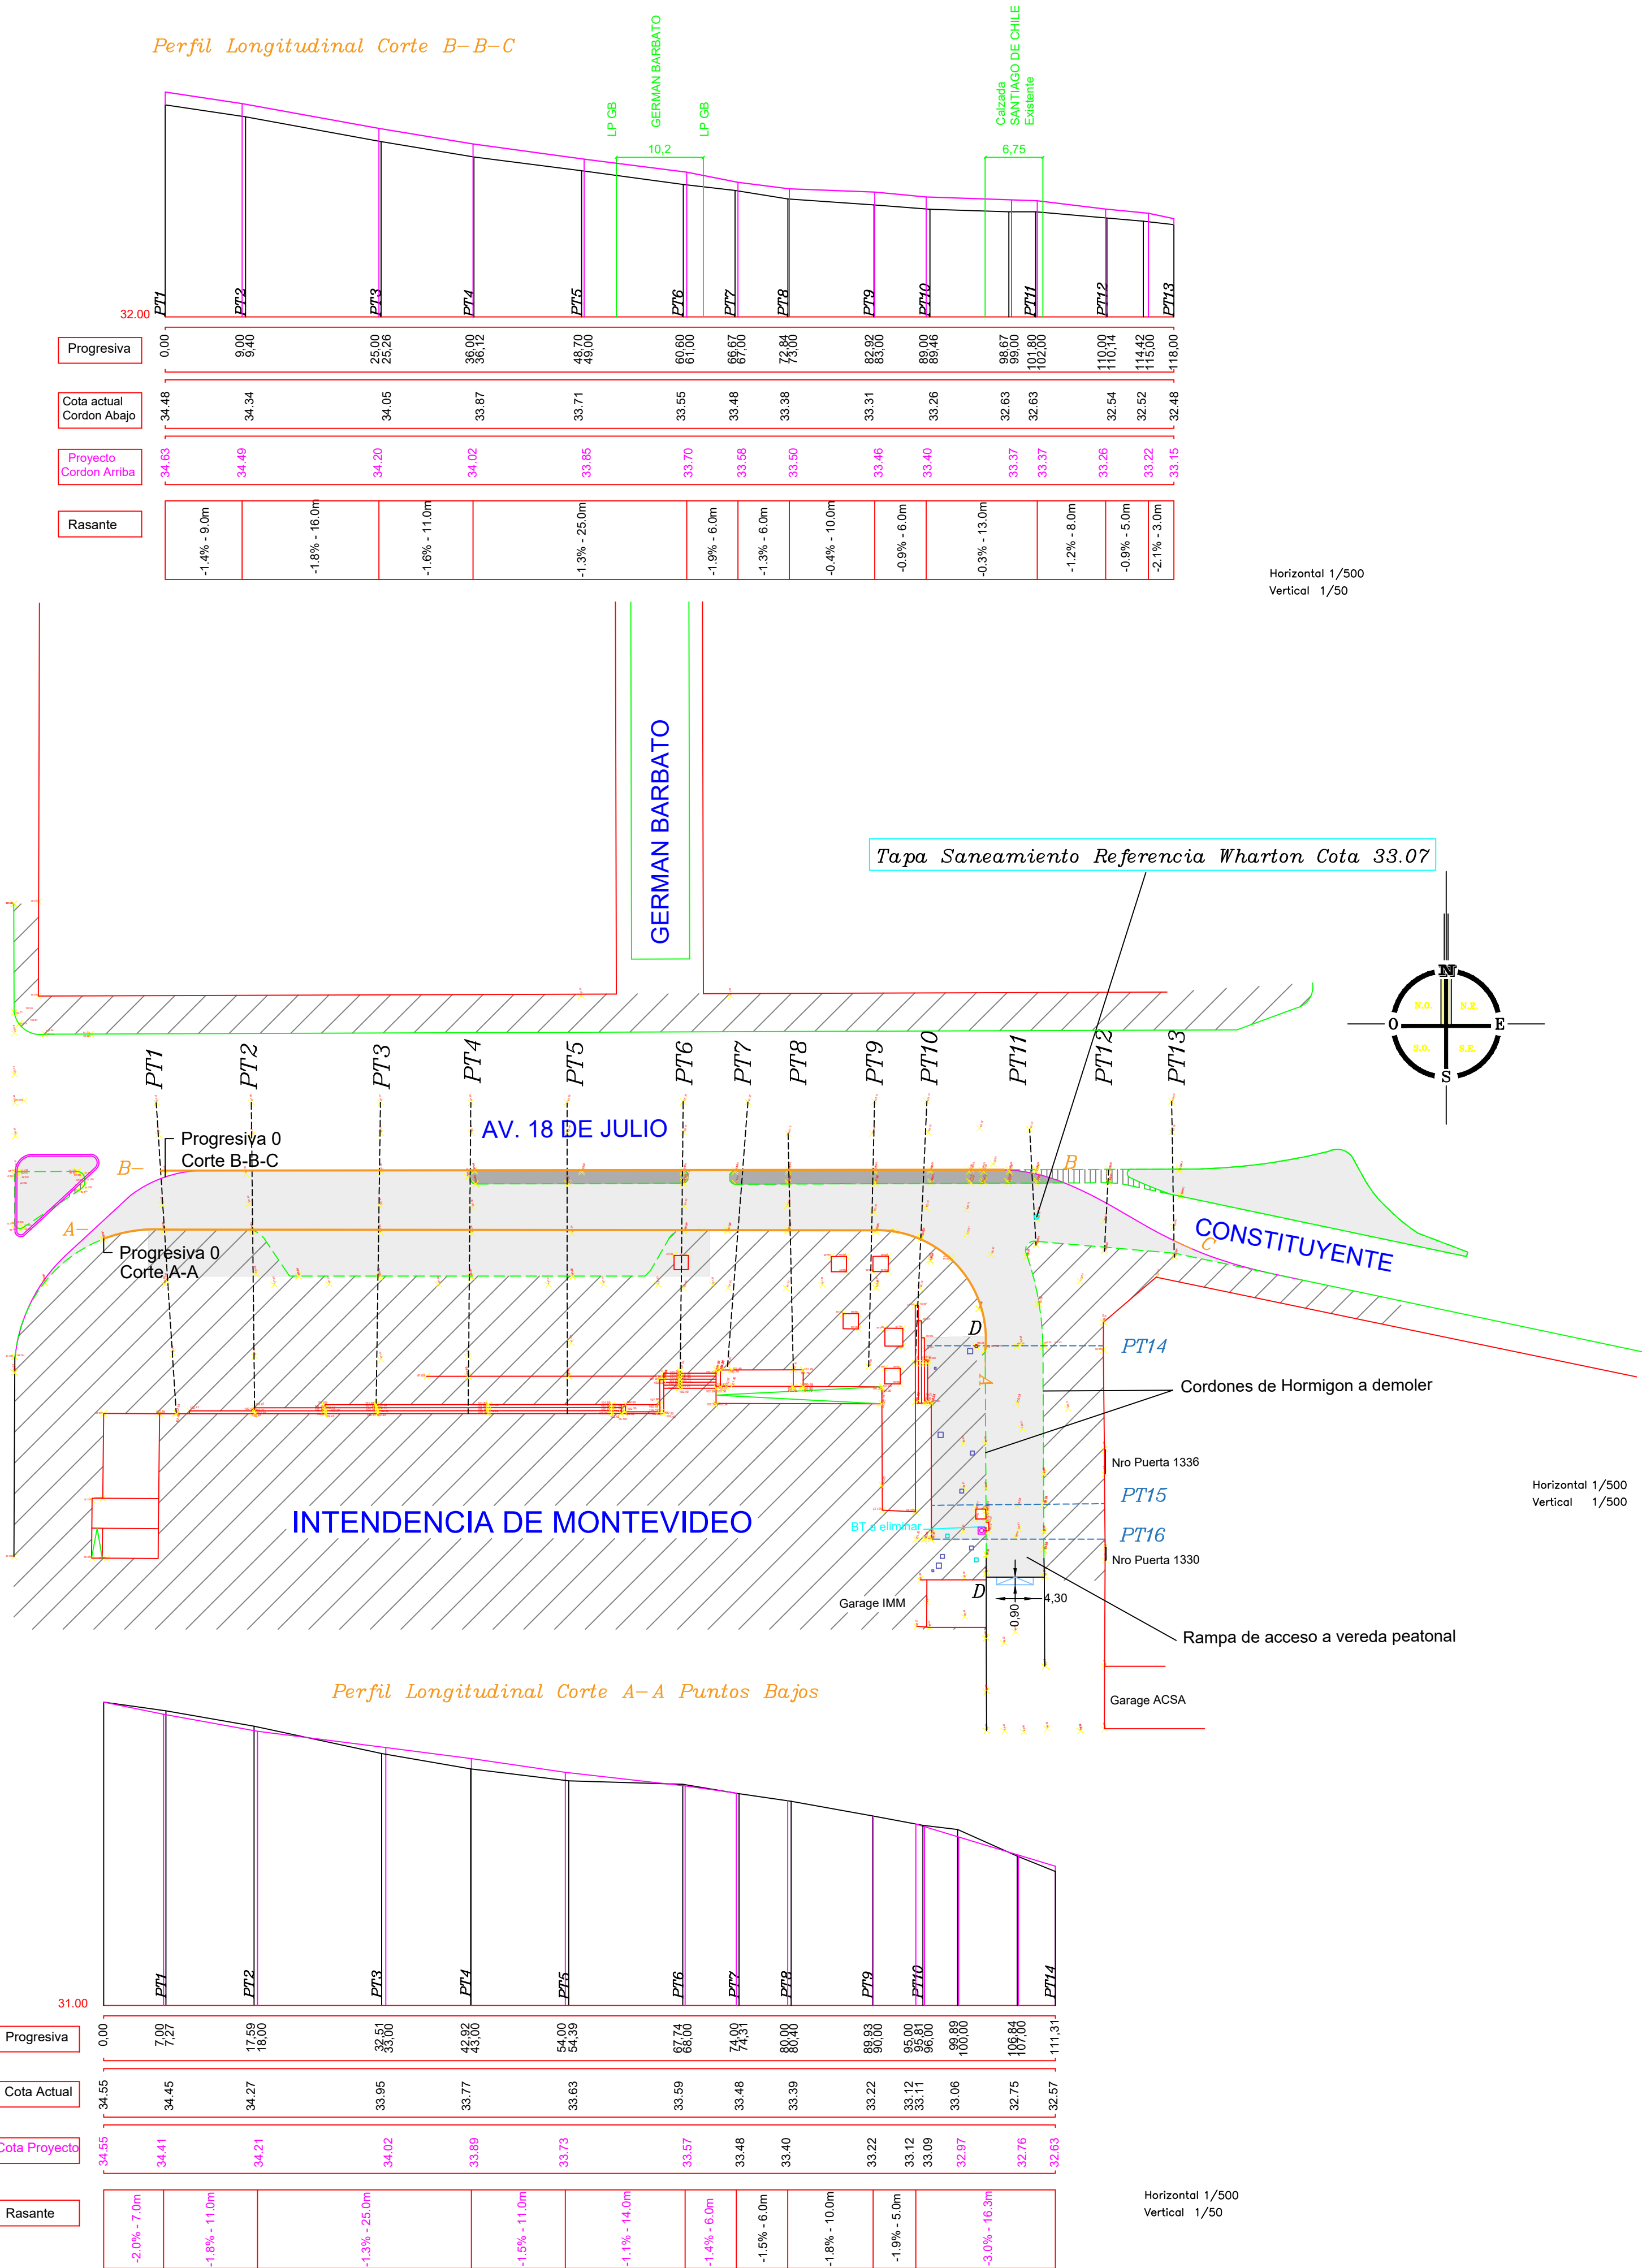 Perfil Longitudinal Corte B-B-C
LP GB
GERMAN BARBATO
LP GB
Calzada
SANTIAGO DE CHILE
Existente
10,2
6,75
32.00
PT1
PT2
PT3
PT4
PT5
PT6
PT7
PT8
PT9
PT10
PT11
PT12
PT13
Progresiva
0,00
9,00
9,40
25,00
25,26
36,00
36,12
48,70
49,00
60,60
61,00
66,67
67,00
72,84
73,00
82,92
83,00
89,00
89,46
98,67
99,00
101,80
102,00
110,00
110,14
114,42
115,00
118,00
Cota actual
Cordon Abajo
34.48
34.34
34.05
33.87
33.71
33.55
33.48
33.38
33.31
33.26
32.63
32.63
32.54
32.52
32.48
Proyecto
Cordon Arriba
34.63
34.49
34.20
34.02
33.85
33.70
33.58
33.50
33.46
33.40
33.37
33.37
33.26
33.22
33.15
Rasante
-1.4% - 9.0m
-1.8% - 16.0m
-1.6% - 11.0m
-1.3% - 25.0m
-1.9% - 6.0m
-1.3% - 6.0m
-0.4% - 10.0m
-0.9% - 6.0m
-0.3% - 13.0m
-1.2% - 8.0m
-0.9% - 5.0m
-2.1% - 3.0m
Horizontal 1/500
Vertical 1/50
GERMAN BARBATO
Tapa Saneamiento Referencia Wharton Cota 33.07
N
N.O.
N.E.
O
E
S.O.
S.E.
S
PT1
PT2
PT3
PT4
PT5
PT6
PT7
PT8
PT9
PT10
PT11
PT12
PT13
AV. 18 DE JULIO
Progresiva 0
Corte B-B-C
B-
B
A-
Progresiva 0
Corte A-A
C
CONSTITUYENTE
D
PT14
A
Cordones de Hormigon a demoler
Nro Puerta 1336
PT15
INTENDENCIA DE MONTEVIDEO
BT a eliminar
PT16
Nro Puerta 1330
Horizontal 1/500
Vertical 1/500
D
Garage IMM
0,90
4,30
Rampa de acceso a vereda peatonal
Garage ACSA
Perfil Longitudinal Corte A-A Puntos Bajos
31.00
PT1
PT2
PT3
PT4
PT5
PT6
PT7
PT8
PT9
PT10
PT14
Progresiva
0,00
7,00
7,27
17,59
18,00
32,51
33,00
42,92
43,00
54,00
54,39
67,74
68,00
74,00
74,31
80,00
80,40
89,93
90,00
95,00
95,81
96,00
99,89
100,00
106,84
107,00
111,31
Cota Actual
34.55
34.45
34.27
33.95
33.77
33.63
33.59
33.48
33.39
33.22
33.12
33.11
33.06
32.75
32.57
Cota Proyecto
34.55
34.41
34.21
34.02
33.89
33.73
33.57
33.48
33.40
33.22
33.12
33.09
32.97
32.76
32.63
Rasante
-2.0% - 7.0m
-1.8% - 11.0m
-1.3% - 25.0m
-1.5% - 11.0m
-1.1% - 14.0m
-1.4% - 6.0m
-1.5% - 6.0m
-1.8% - 10.0m
-1.9% - 5.0m
-3.0% - 16.3m
Horizontal 1/500
Vertical 1/50